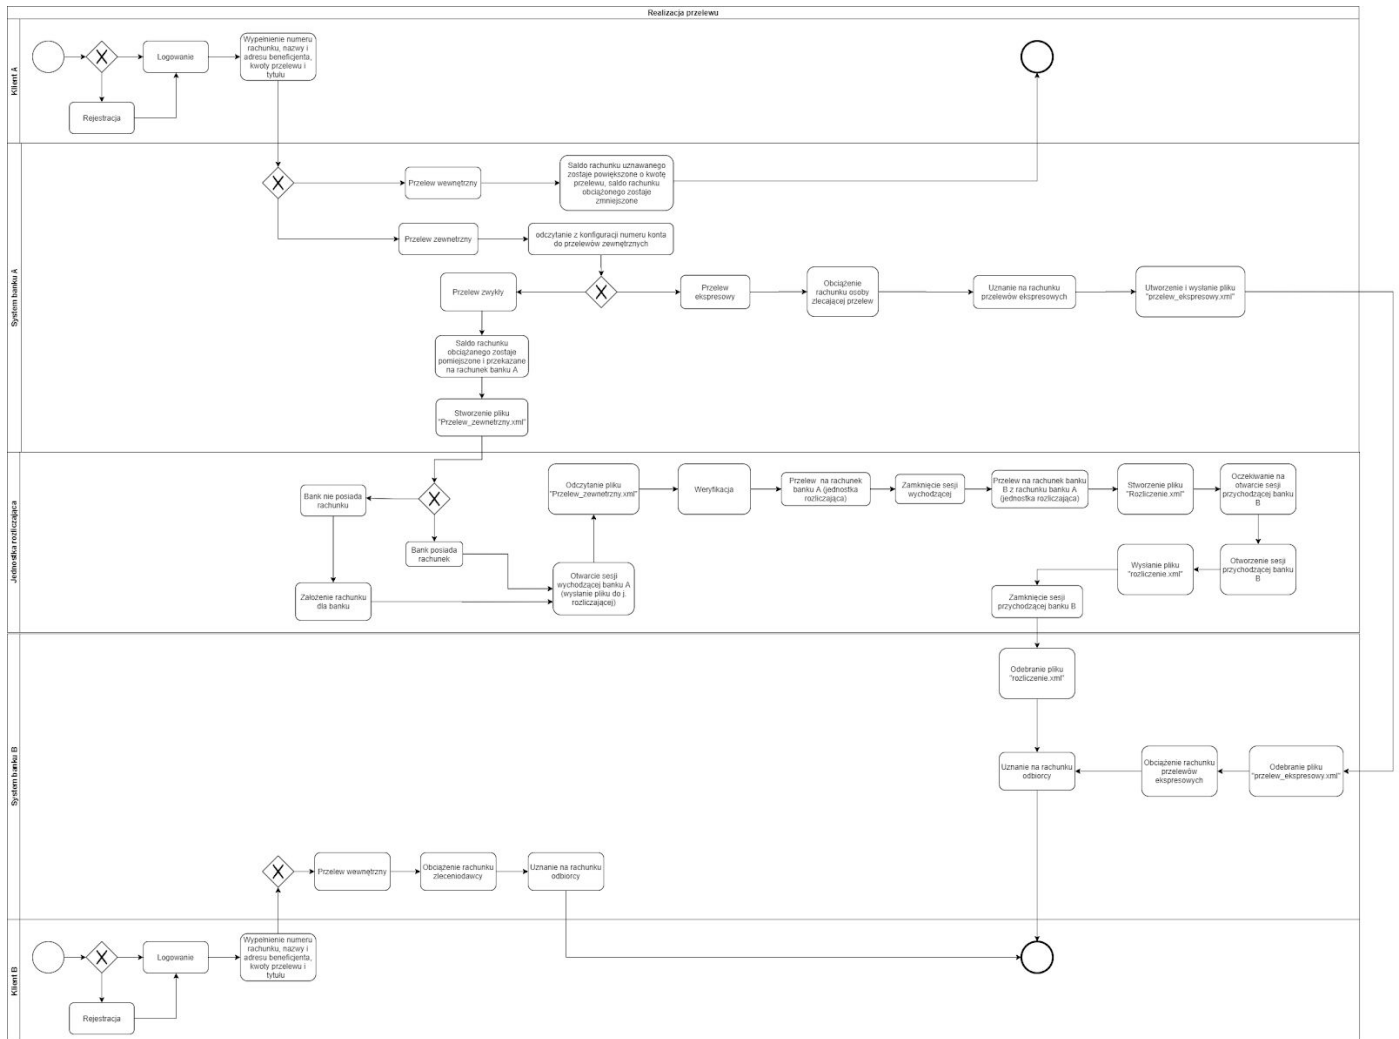 Realizacja przelewu
Klient A
Logowanie
Wypełnienie numeru
rachunku, nazwy i
adresu beneficjenta,
kwoty przelewu i
tytułu
Rejestracja
System banku A
Przelew wewnętrzny
Saldo rachunku uznawanego
zostaje powiększone o kwotę
przelewu, saldo rachunku
obciążonego zostaje
zmniejszone
Przelew zewnetrzny
odczytanie z konfiguracji numeru konta
do przelewów zewnętrznych
Przelew zwykly
Przelew
ekspresowy
Obciążenie
rachunku osoby
zlecającej przelew
Uznanie na rachunku
przelewów ekspresowych
Utworzenie i wysłanie pliku
"przelew_ekspresowy.xml"
Saldo rachunku
obciążanego zostaje
pomiejszone i przekazane
na rachunek banku A
Stworzenie pliku
"Przelew_zewnetrzny.xml"
Jednostka rozliczająca
Bank nie posiada
rachunku
Bank posiada
rachunek
Założenie rachunku
dla banku
Otwarcie sesji
wychodzącej banku A
(wysłanie pliku do j.
rozliczającej)
Odczytanie pliku
"Przelew_zewnetrzny.xml"
Weryfikacja
Przelew na rachunek
banku A (jednostka
rozliczająca)
Zamknięcie sesji
wychodzącej
Przelew na rachunek banku
B z rachunku banku A
(jednostka rozliczająca)
Stworzenie pliku
"Rozliczenie.xml"
Oczekiwanie na
otwarcie sesji
przychodzącej banku
B
Otworzenie sesji
przychodzącej banku
B
Wysłanie pliku
"rozliczenie.xml"
Zamknięcie sesji
przychodzącej banku B
System banku B
Odebranie pliku
"rozliczenie.xml"
Uznanie na rachunku
odbiorcy
Obciążenie rachunku
przelewów
ekspresowych
Odebranie pliku
"przelew_ekspresowy.xml"
Przelew wewnętrzny
Obciążenie rachunku
zleceniodawcy
Uznanie na rachunku
odbiorcy
Klient B
Logowanie
Wypełnienie numeru
rachunku, nazwy i
adresu beneficjenta,
kwoty przelewu i
tytułu
Rejestracja